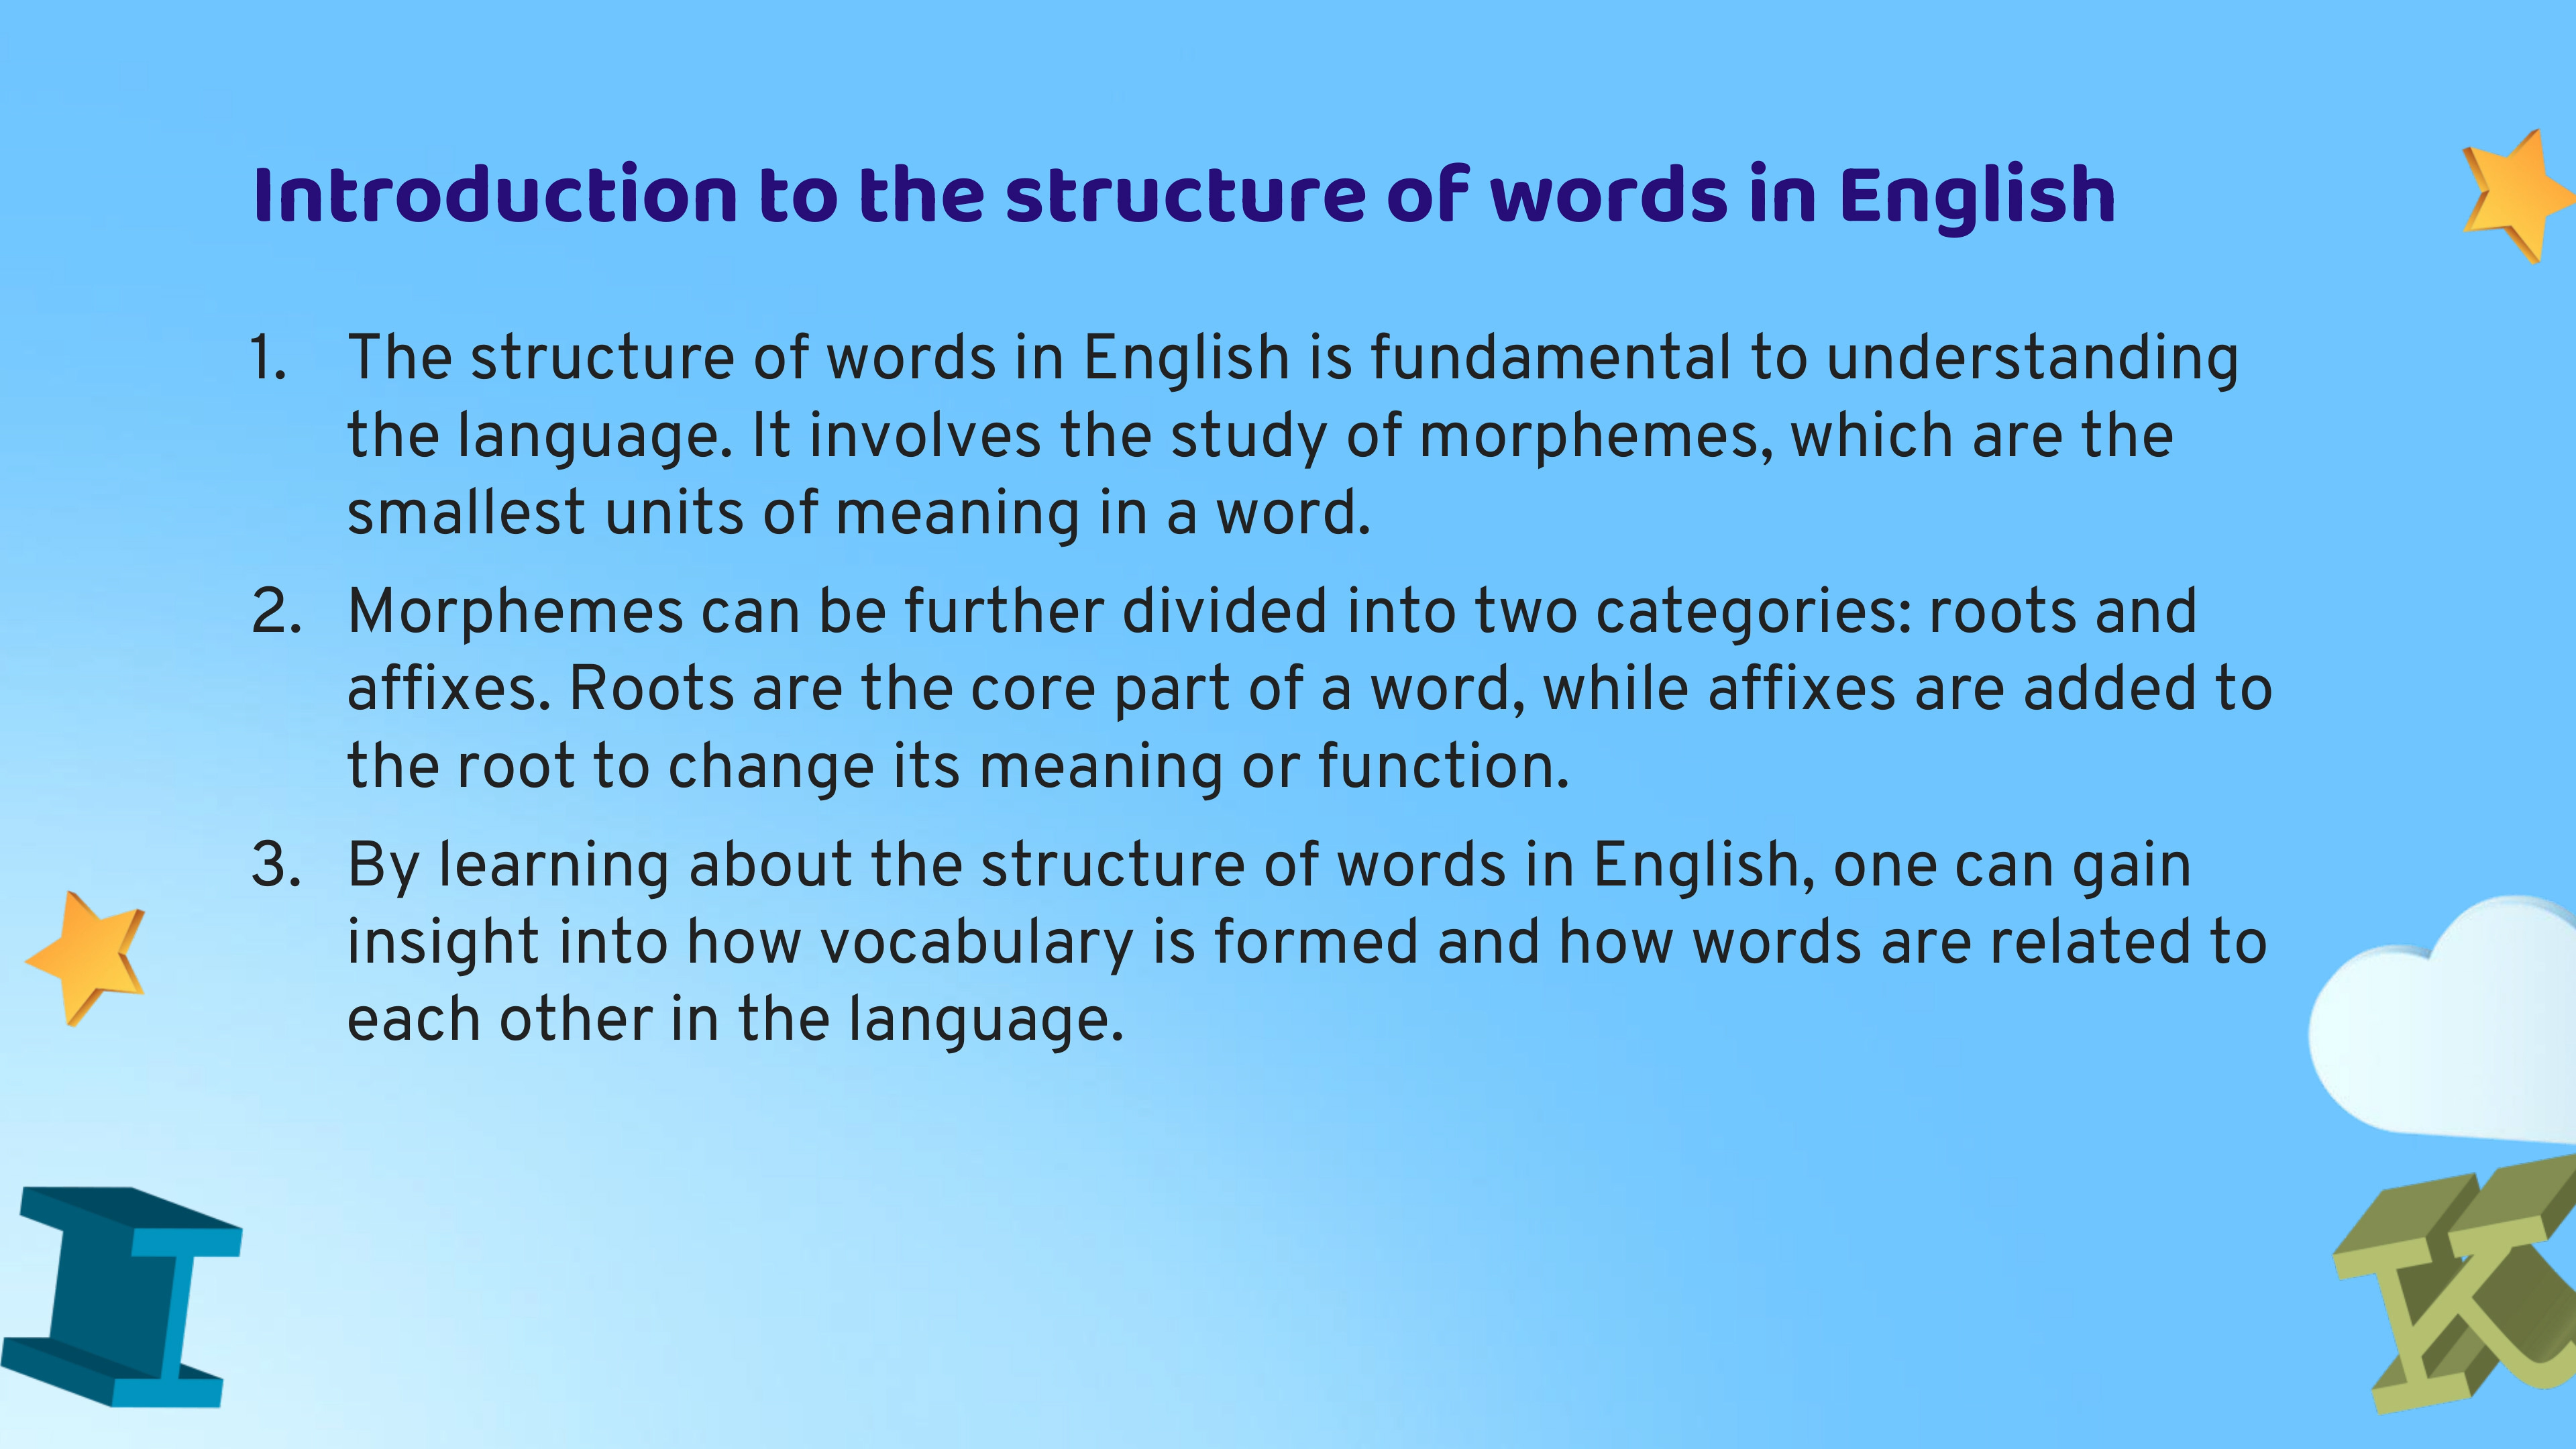 Introduction to the structure of words in English
1. The structure of words in English is fundamental to understanding
the language. It involves the study of morphemes, which are the
smallest units of meaning in a word.
2. Morphemes can be further divided into two categories: roots and
affixes. Roots are the core part of a word, while affixes are added to
the root to change its meaning or function.
3. By learning about the structure of words in English, one can gain
insight into how vocabulary is formed and how words are related to
each other in the language.
I
K